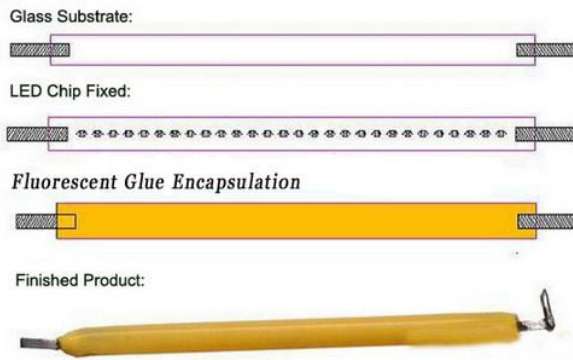 Glass Substrate:
LED Chip Fixed:
Fluorescent Glue Encapsulation
Finished Product: